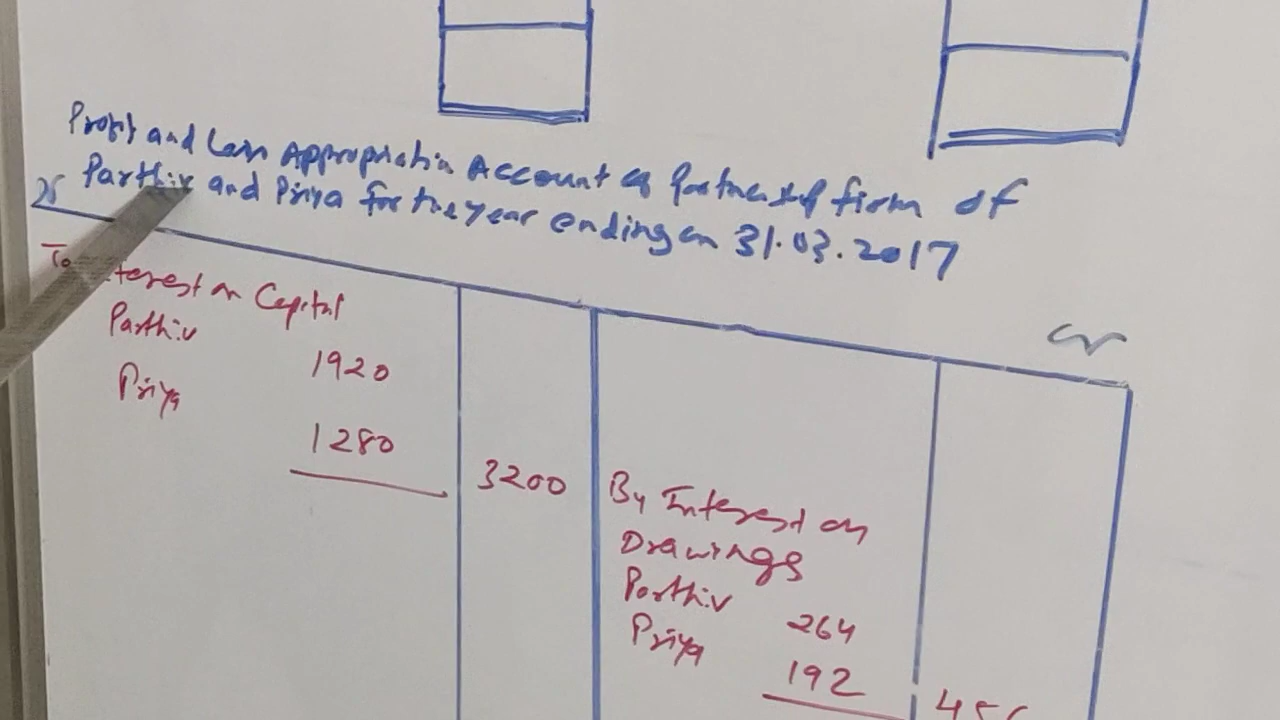 Profit and Loss Appropriation Account of Partnership firm of
Parthiv and Priya for the year ending on 31.03.2017
Cr
To Interest on Capital
Parthiv 1920
Priya 1280
3200
By Interest on
Drawings
Parthiv 264
Priya 192
456